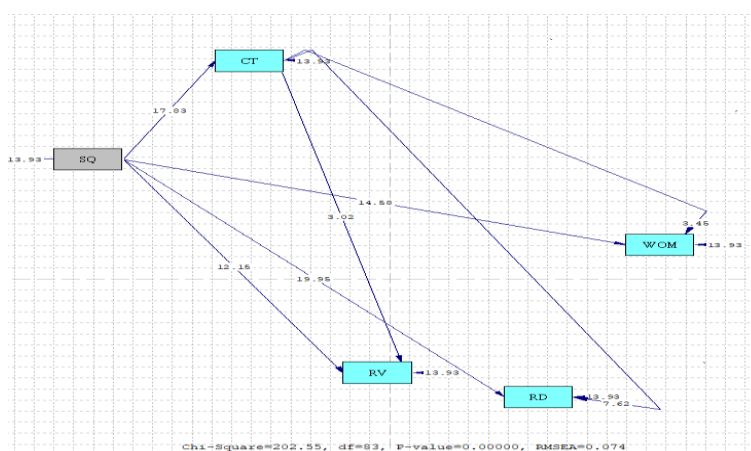 CT
13.93
17.83
13.93
SQ
14.58
3.02
3.45
WOM
13.93
12.15
19.95
RV
13.93
RD
13.93
7.62
Chi-Square=202.55, df=83, P-value=0.00000, RMSEA=0.074